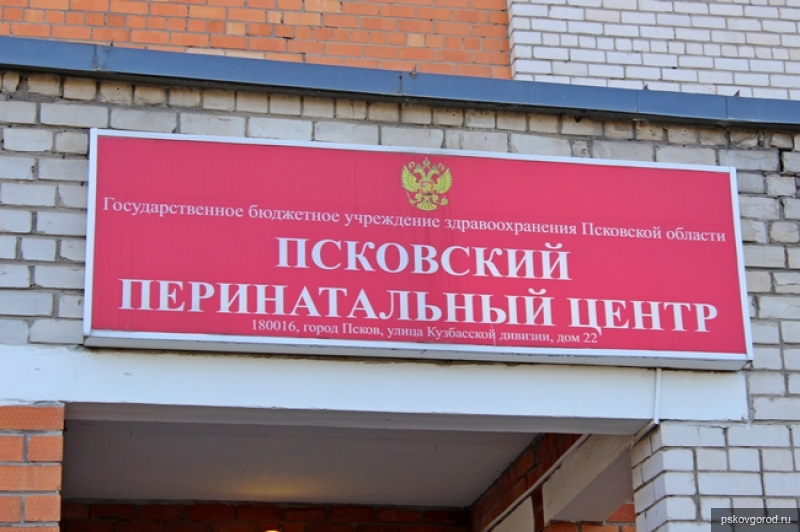 Государственное бюджетное учреждение здравоохранения Псковской области
ПСКОВСКИЙ
ПЕРИНАТАЛЬНЫЙ ЦЕНТР
180016, город Псков, улица Кузбасской дивизии, дом 22
pskovgorod.ru